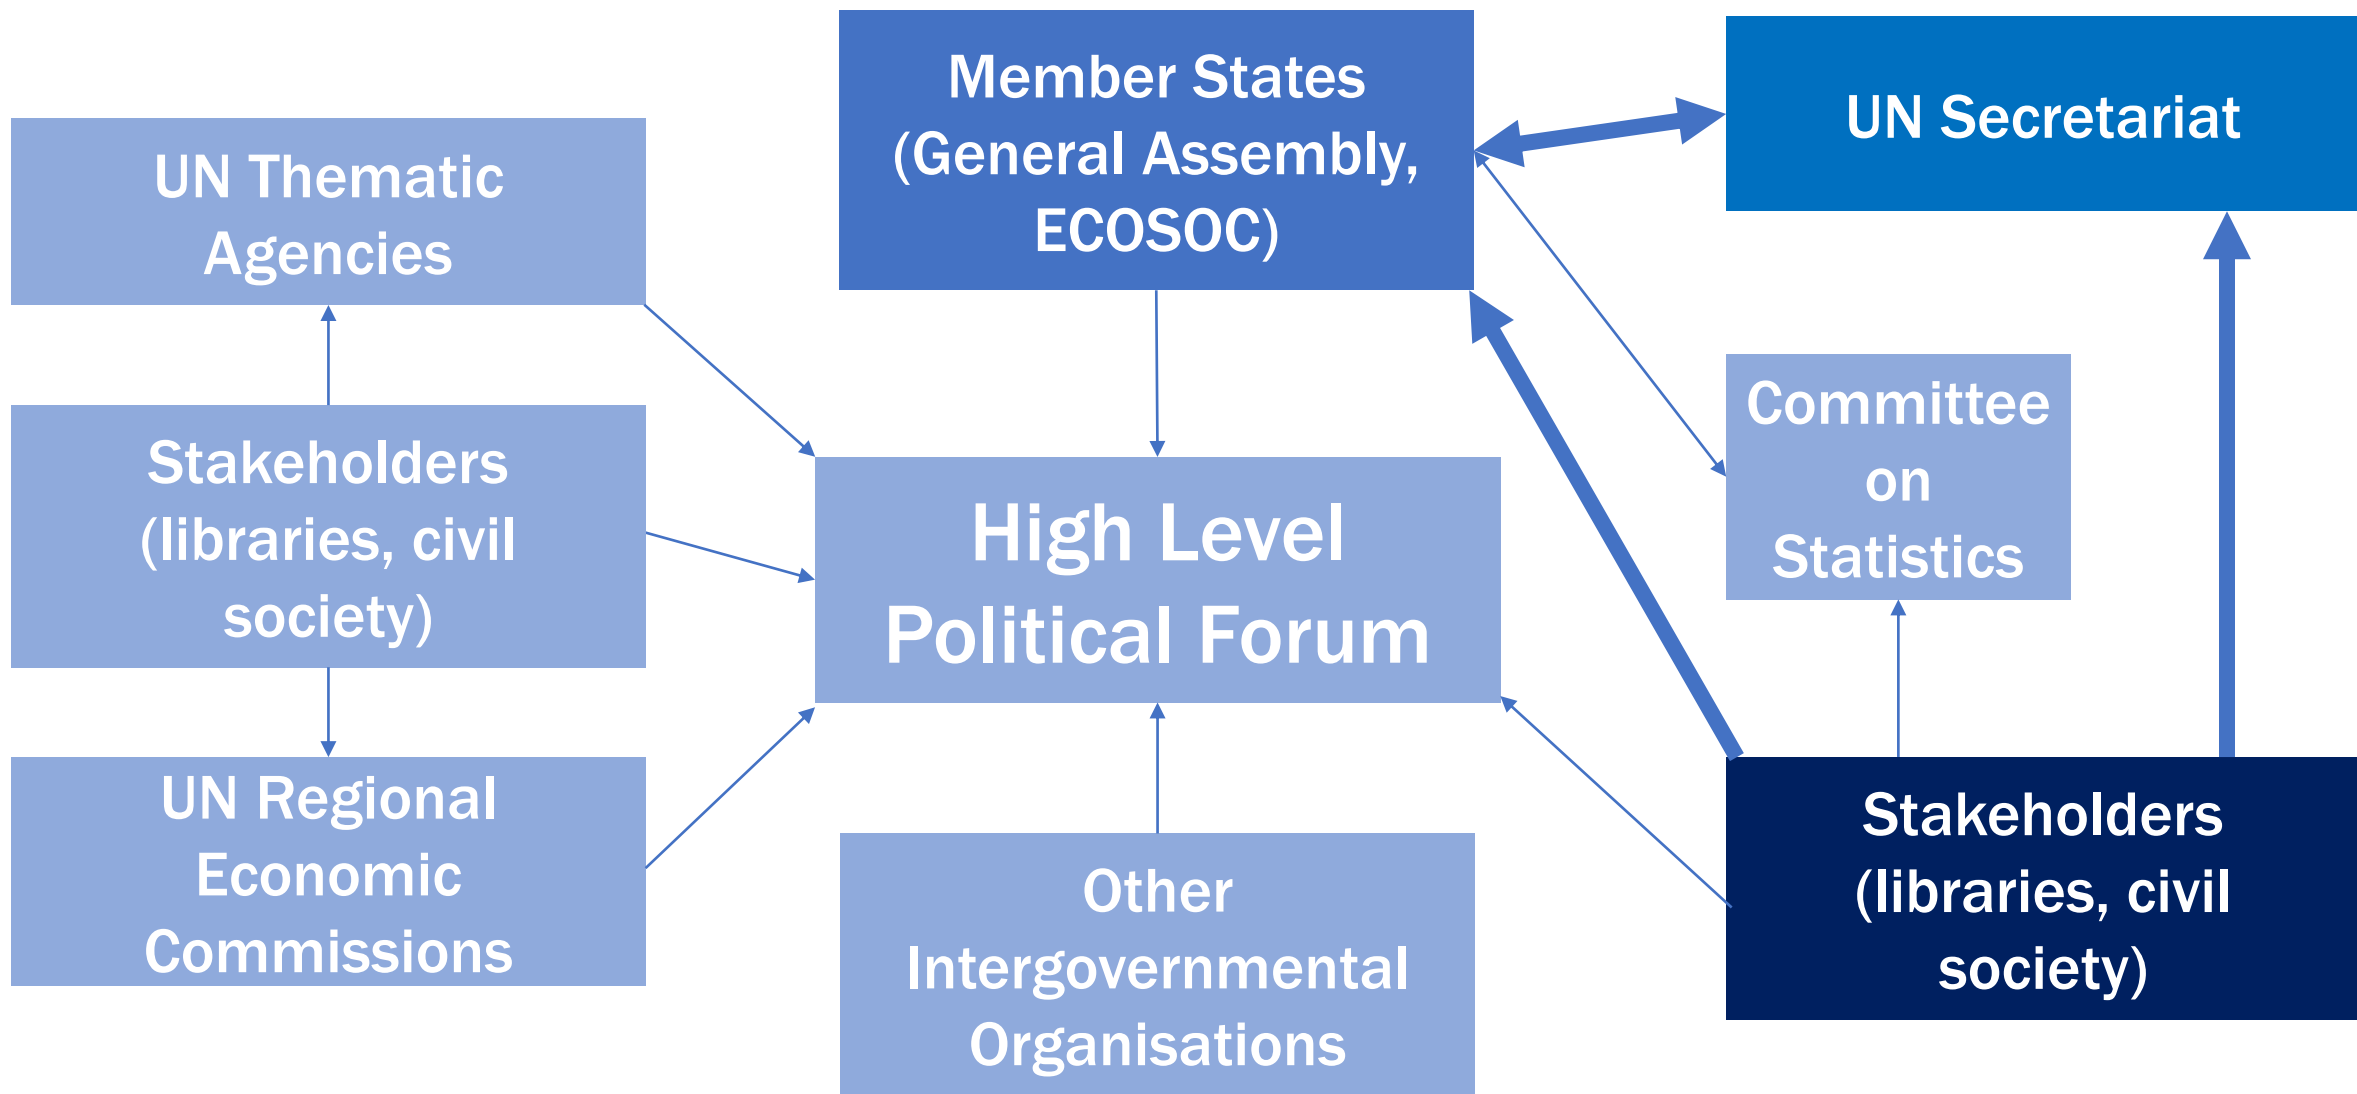 Member States
(General Assembly,
ECOSOC)
UN Secretariat
UN Thematic
Agencies
Committee
on
Statistics
Stakeholders
(libraries, civil
society)
High Level
Political Forum
UN Regional
Economic
Commissions
Other
Intergovernmental
Organisations
Stakeholders
(libraries, civil
society)